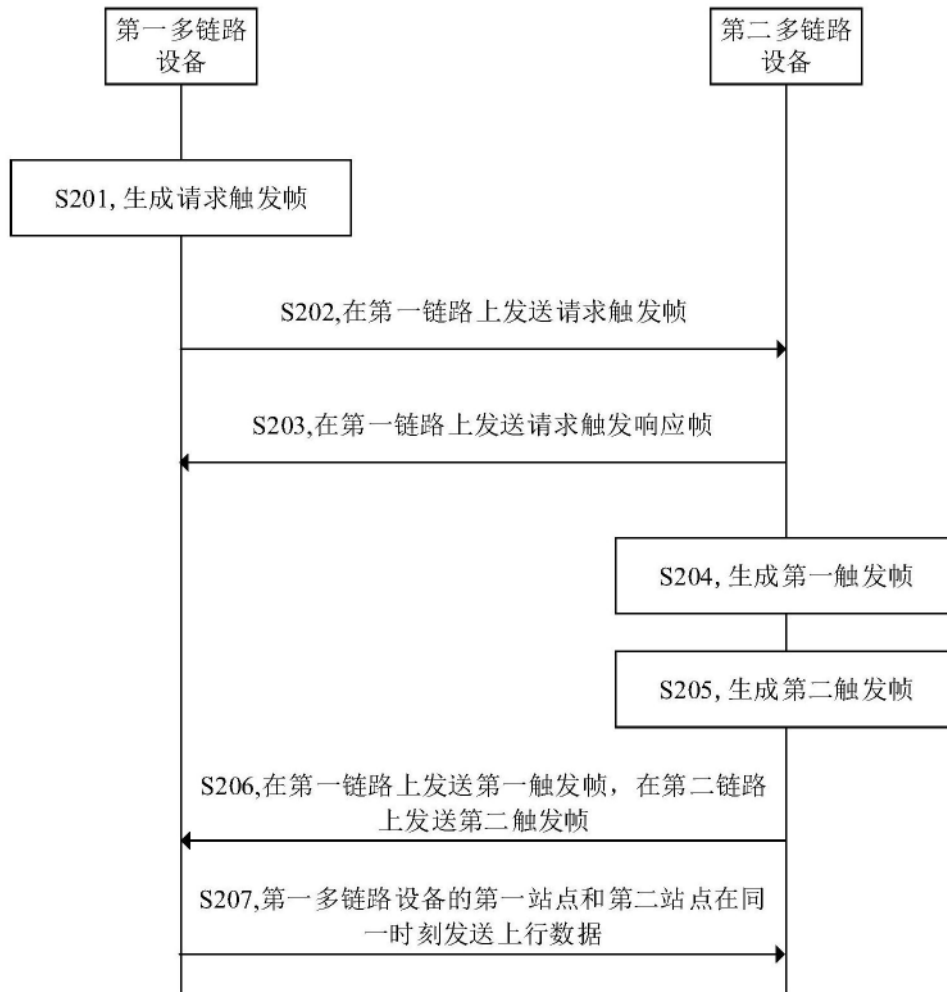 第一多链路
设备
第二多链路
设备
S201, 生成请求触发帧
S202,在第一链路上发送请求触发帧
S203,在第一链路上发送请求触发响应帧
S204, 生成第一触发帧
S205, 生成第二触发帧
S206,在第一链路上发送第一触发帧，在第二链路
上发送第二触发帧
S207,第一多链路设备的第一站点和第二站点在同
一时刻发送上行数据